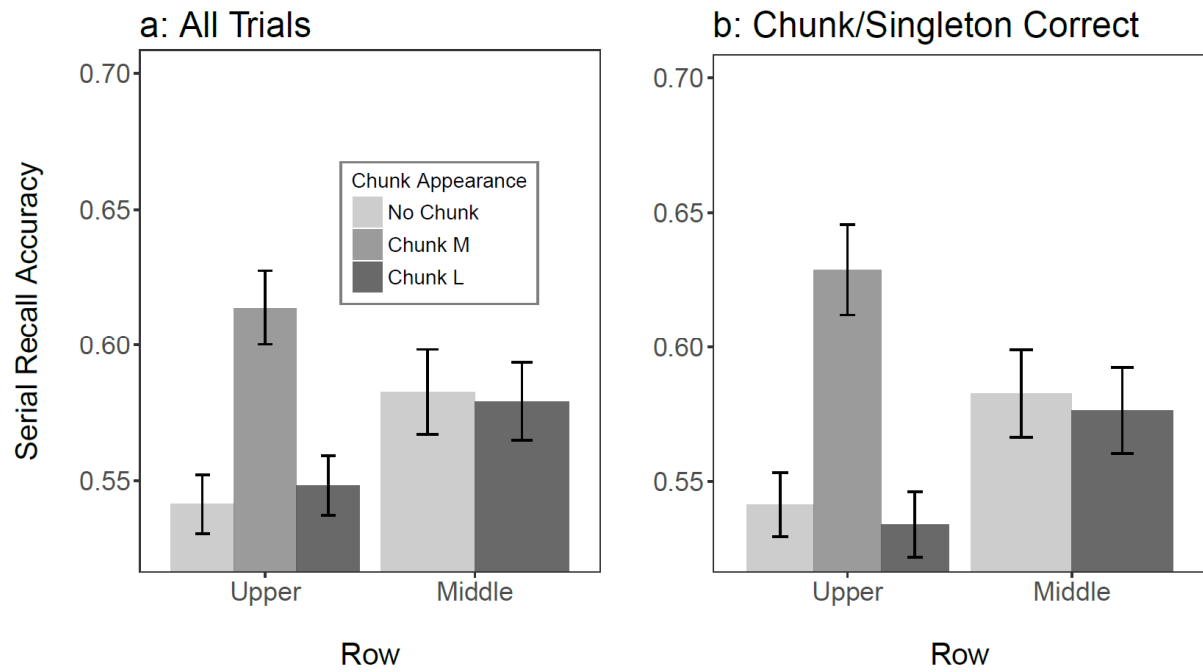 a: All Trials
b: Chunk/Singleton Correct
Serial Recall Accuracy
0.70
0.65
0.60
0.55
Chunk Appearance
No Chunk
Chunk M
Chunk L
Upper
Middle
Row
0.70
0.65
0.60
0.55
Upper
Middle
Row